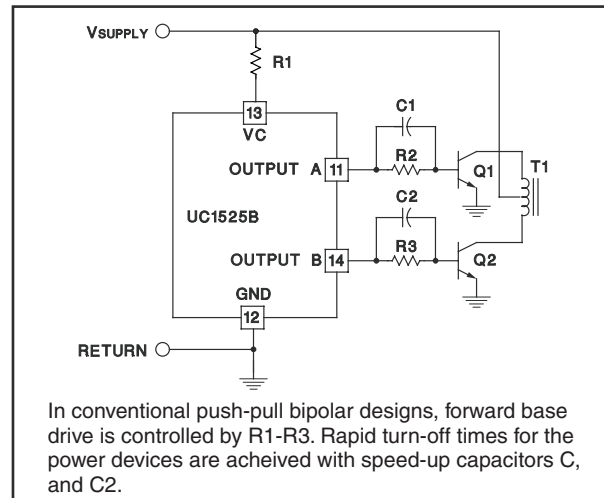 VSUPPLY
R1
13
VC
C1
OUTPUT A 11
R2
Q1
T1
UC1525B
C2
OUTPUT B 14
R3
Q2
GND
12
RETURN
In conventional push-pull bipolar designs, forward base
drive is controlled by R1-R3. Rapid turn-off times for the
power devices are acheived with speed-up capacitors C,
and C2.